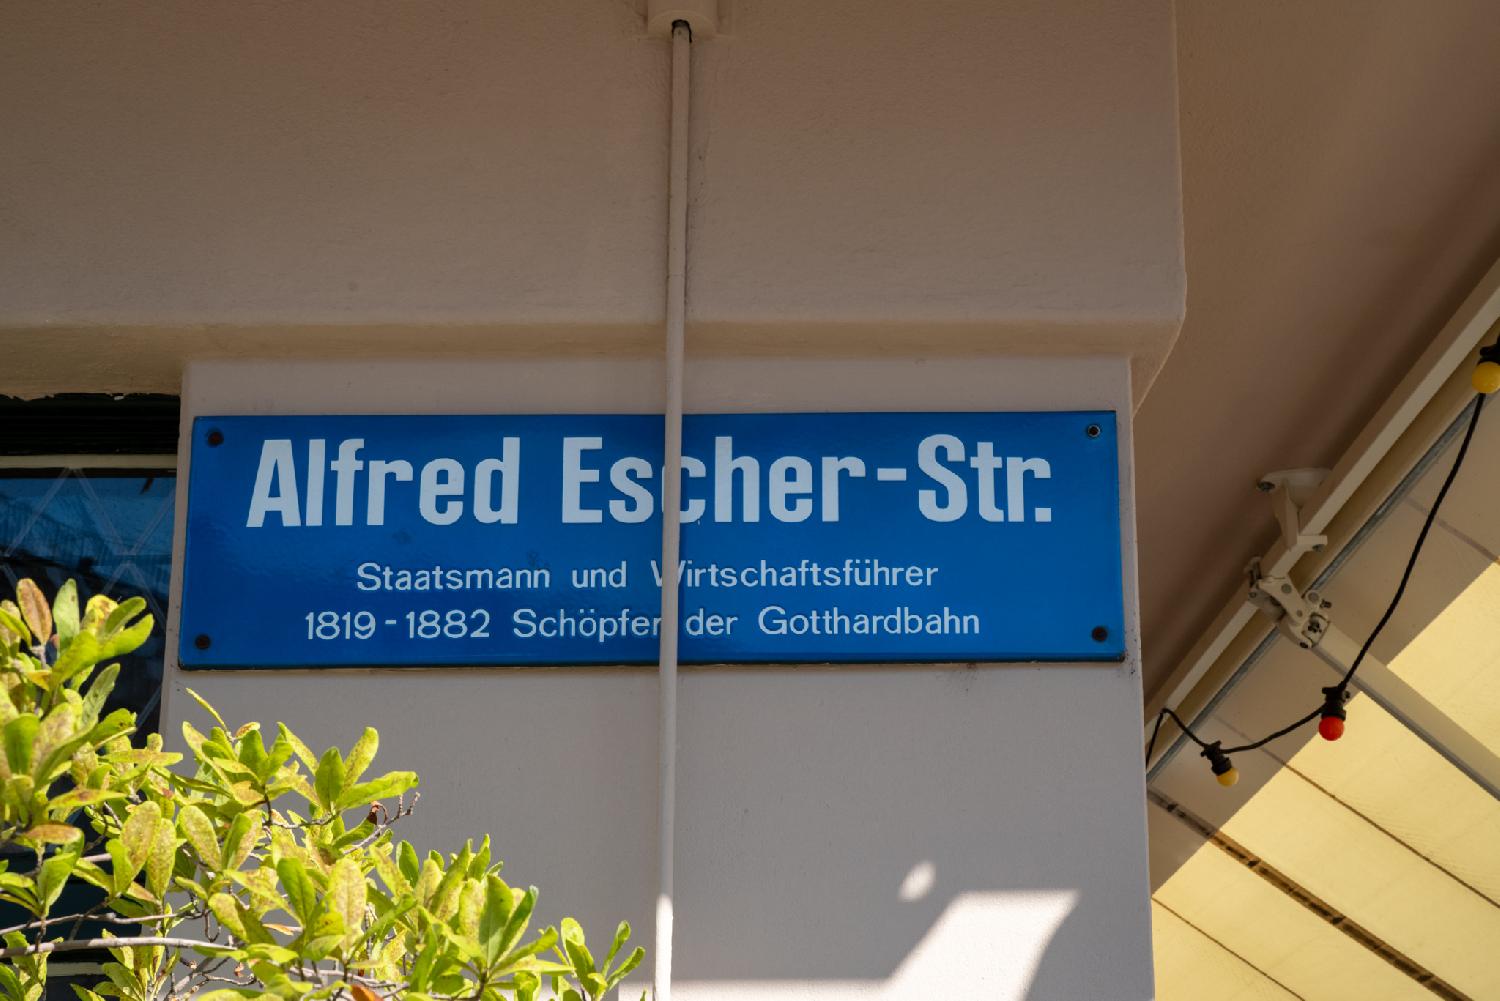 Alfred Escher-Str.
Staatsmann und Wirtschaftsführer
1819-1882 Schöpfer der Gotthardbahn